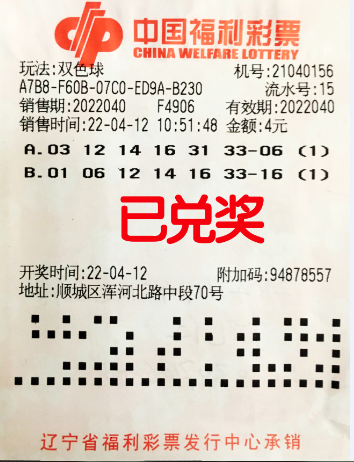 中国福利彩票
CHINA WELFARE LOTTERY
玩法:双色球 机号:21040156
A7B8-F60B-07C0-ED9A-B230 流水号:15
销售期:2022040 F4906 有效期:2022040
销售时间:22-04-12 10:51:48 金额:4元
A.03 12 14 16 31 33-06 (1)
B.01 06 12 14 16 33-16 (1)
已兑奖
开奖时间:22-04-12 附加码:94878557
地址:顺城区浑河北路中段70号
辽宁省福利彩票发行中心承销